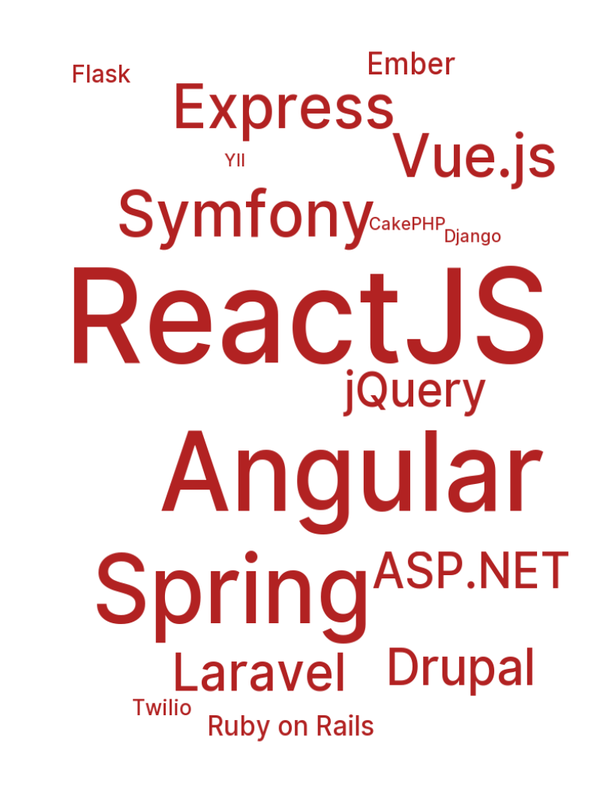 Flask
Ember
Express
Vue.js
YII
Symfony
CakePHP
Django
ReactJS
jQuery
Angular
Spring
ASP.NET
Laravel
Drupal
Twilio
Ruby on Rails